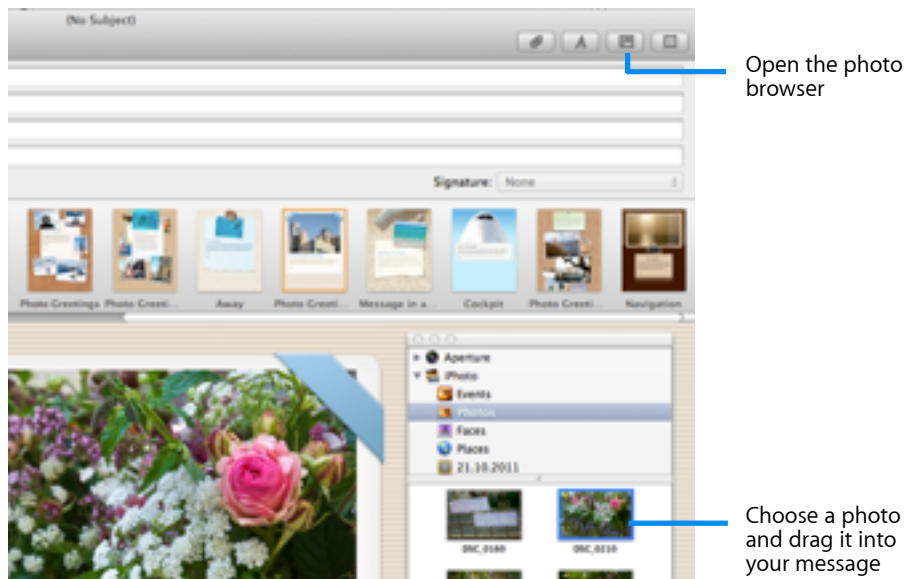 (No Subject)
Open the photo
browser
Signature: None
Photo Greetings Photo Greeti... Away Photo Greeti... Message in a... Cockpit Photo Greeti... Navigation
Aperture
iPhoto
Events
Photos
Faces
Places
21.10.2011
DSC_0160 DSC_0210
Choose a photo
and drag it into
your message